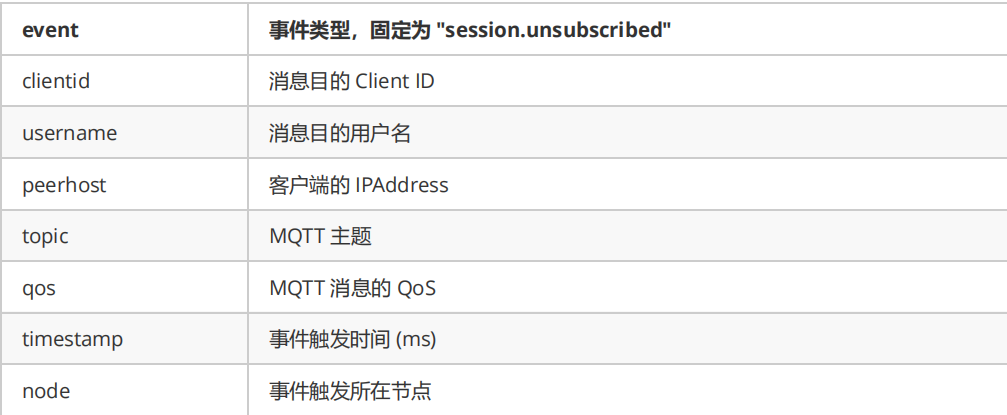 event 事件类型，固定为 "session.unsubscribed"
clientid 消息目的 Client ID
username 消息目的用户名
peerhost 客户端的 IPAddress
topic MQTT 主题
qos MQTT 消息的 QoS
timestamp 事件触发时间 (ms)
node 事件触发所在节点